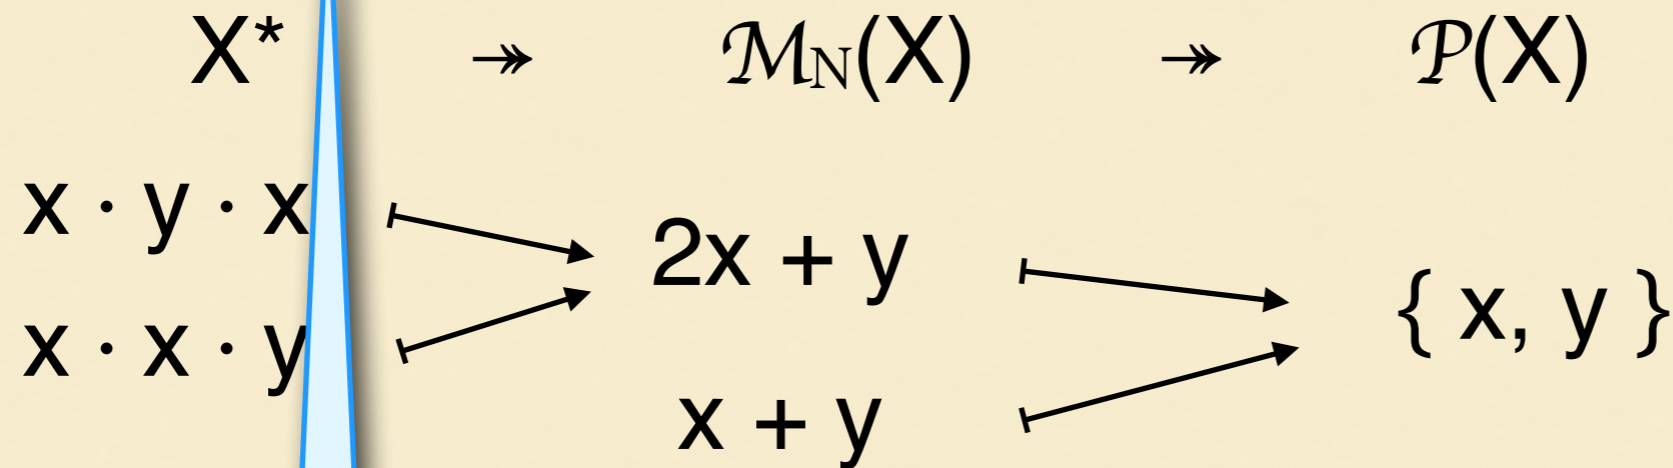 X* ↠ ℳN(X) ↠ 𝒫(X)
x · y · x
2x + y
{ x, y }
x · x · y
x + y